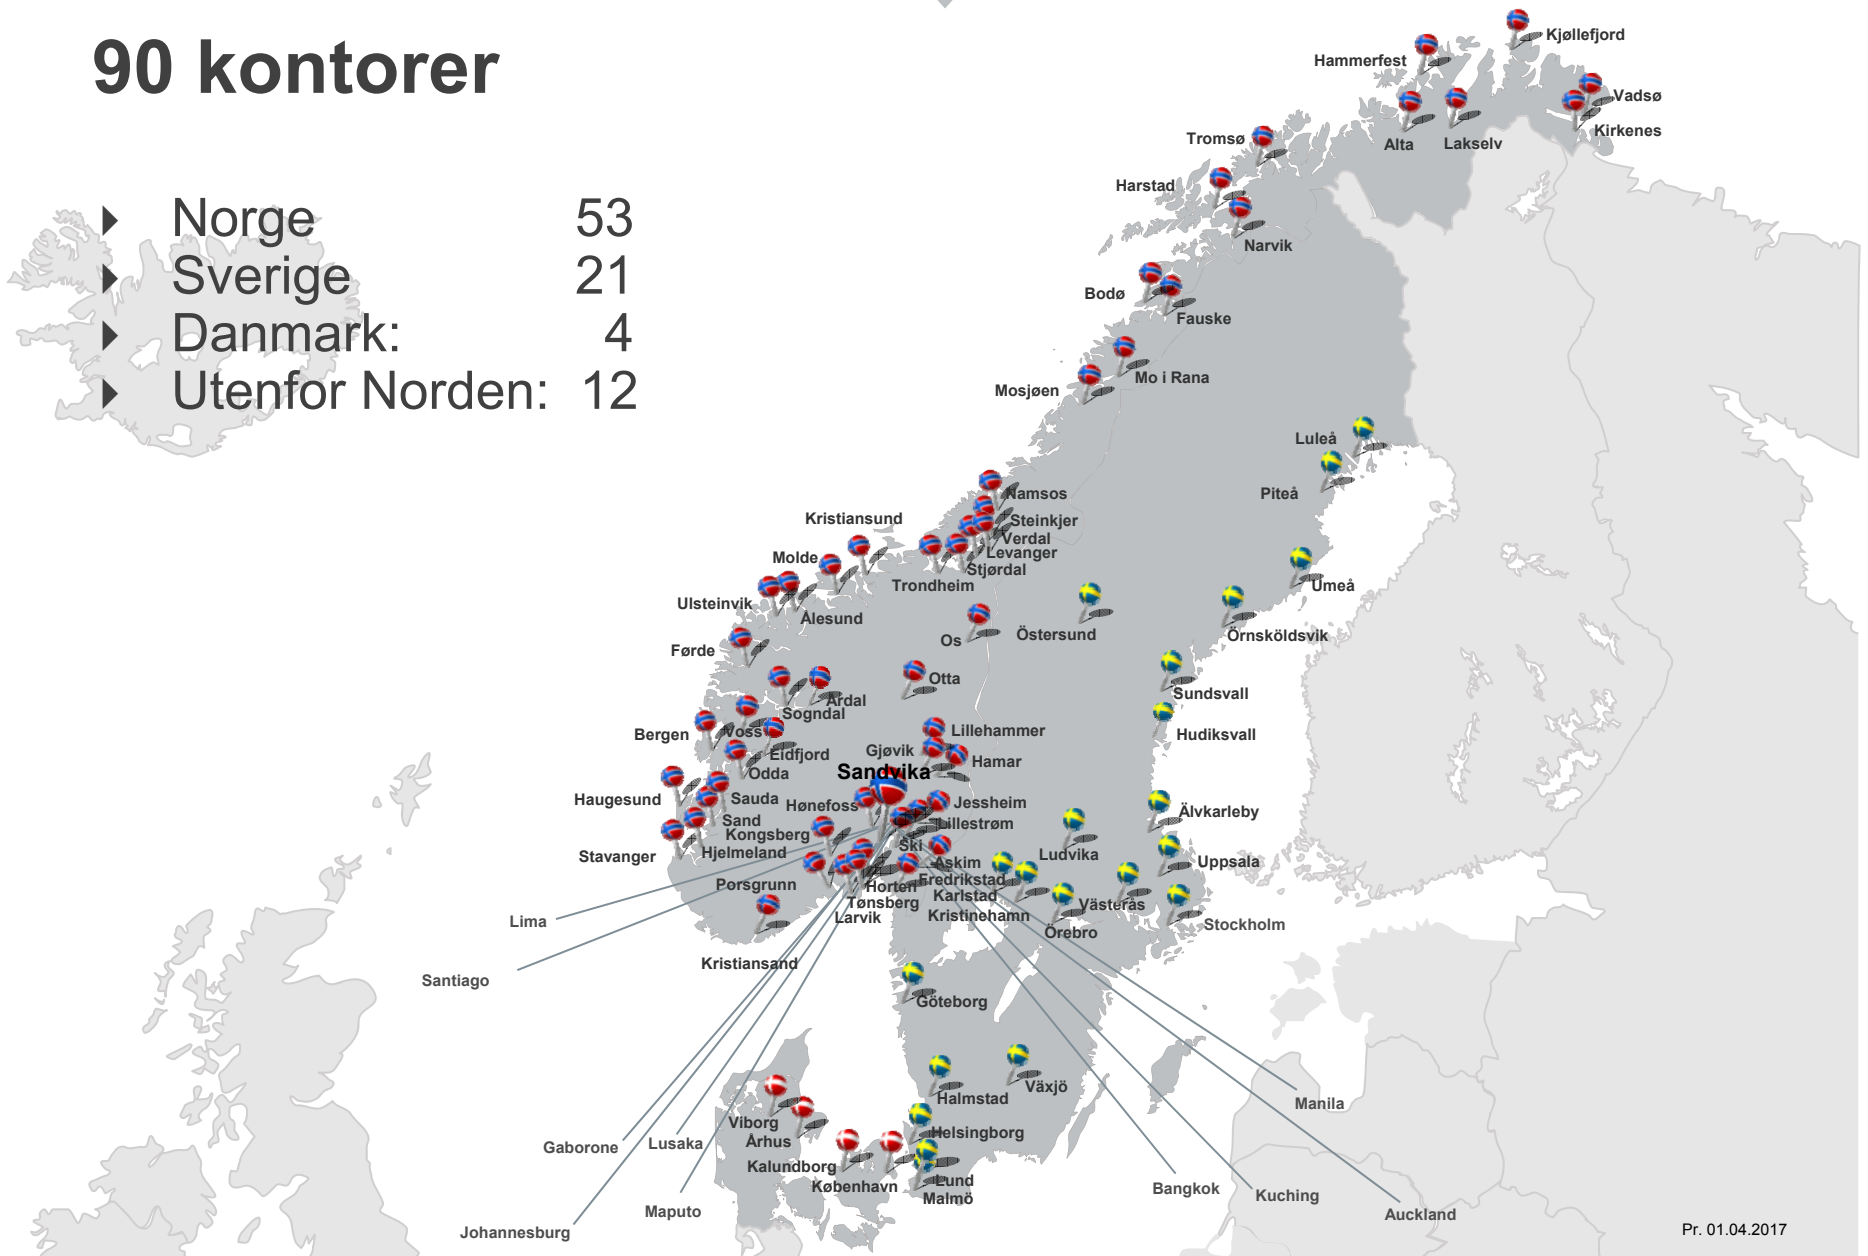 90 kontorer
Norge 53
Sverige 21
Danmark: 4
Utenfor Norden: 12
Kjøllefjord
Hammerfest
Vadsø
Kirkenes
Alta
Lakselv
Tromsø
Harstad
Narvik
Bodø
Fauske
Mo i Rana
Mosjøen
Luleå
Piteå
Namsos
Kristiansund
Steinkjer
Verdal
Levanger
Molde
Stjørdal
Trondheim
Umeå
Ulsteinvik
Ålesund
Os
Östersund
Örnsköldsvik
Førde
Otta
Sundsvall
Årdal
Sogndal
Bergen
Voss
Lillehammer
Hudiksvall
Eidfjord
Gjøvik
Hamar
Odda
Sandvika
Haugesund
Sauda
Hønefoss
Jessheim
Älvkarleby
Sand
Lillestrøm
Kongsberg
Ski
Stavanger
Hjelmeland
Ludvika
Askim
Uppsala
Porsgrunn
Horten
Fredrikstad
Karlstad
Tønsberg
Västerås
Larvik
Kristinehamn
Lima
Örebro
Stockholm
Kristiansand
Santiago
Göteborg
Växjö
Halmstad
Manila
Viborg
Århus
Helsingborg
Gaborone
Lusaka
Kalundborg
København
Lund
Malmö
Bangkok
Kuching
Maputo
Auckland
Johannesburg
Pr. 01.04.2017